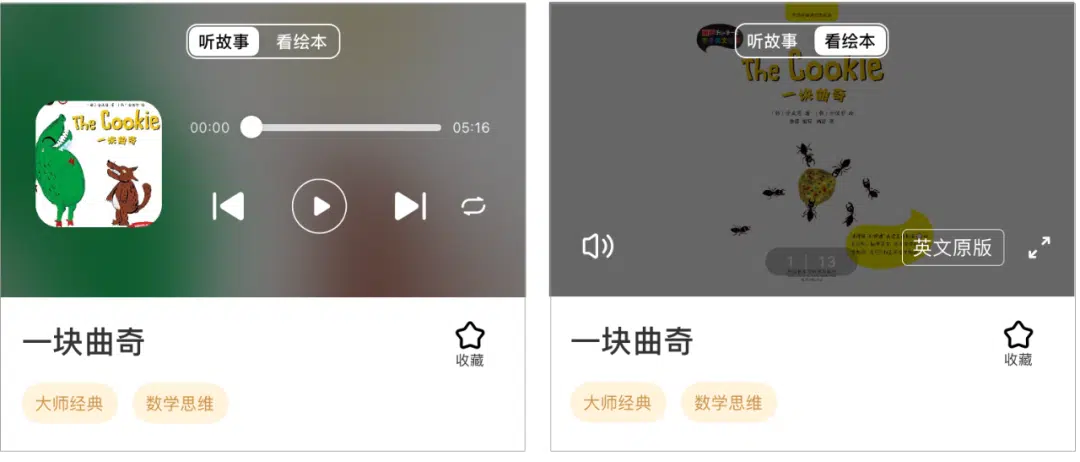 听故事 看绘本
The Cookie
一块曲奇
00:00 05:16
一块曲奇
收藏
大师经典 数学思维
听故事 看绘本
The Cookie
一块曲奇
英文原版
1 | 13
一块曲奇
收藏
大师经典 数学思维